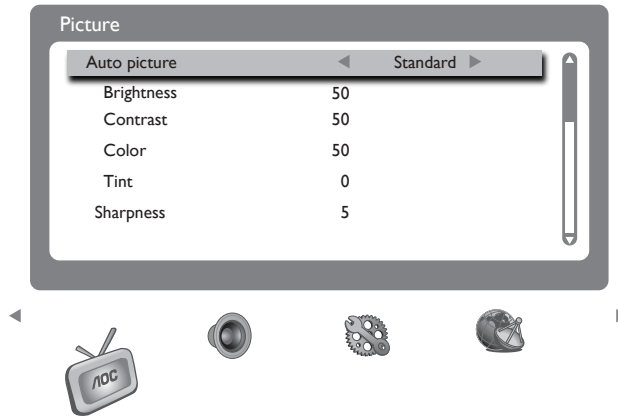 Picture
Auto picture Standard
Brightness 50
Contrast 50
Color 50
Tint 0
Sharpness 5
AOC